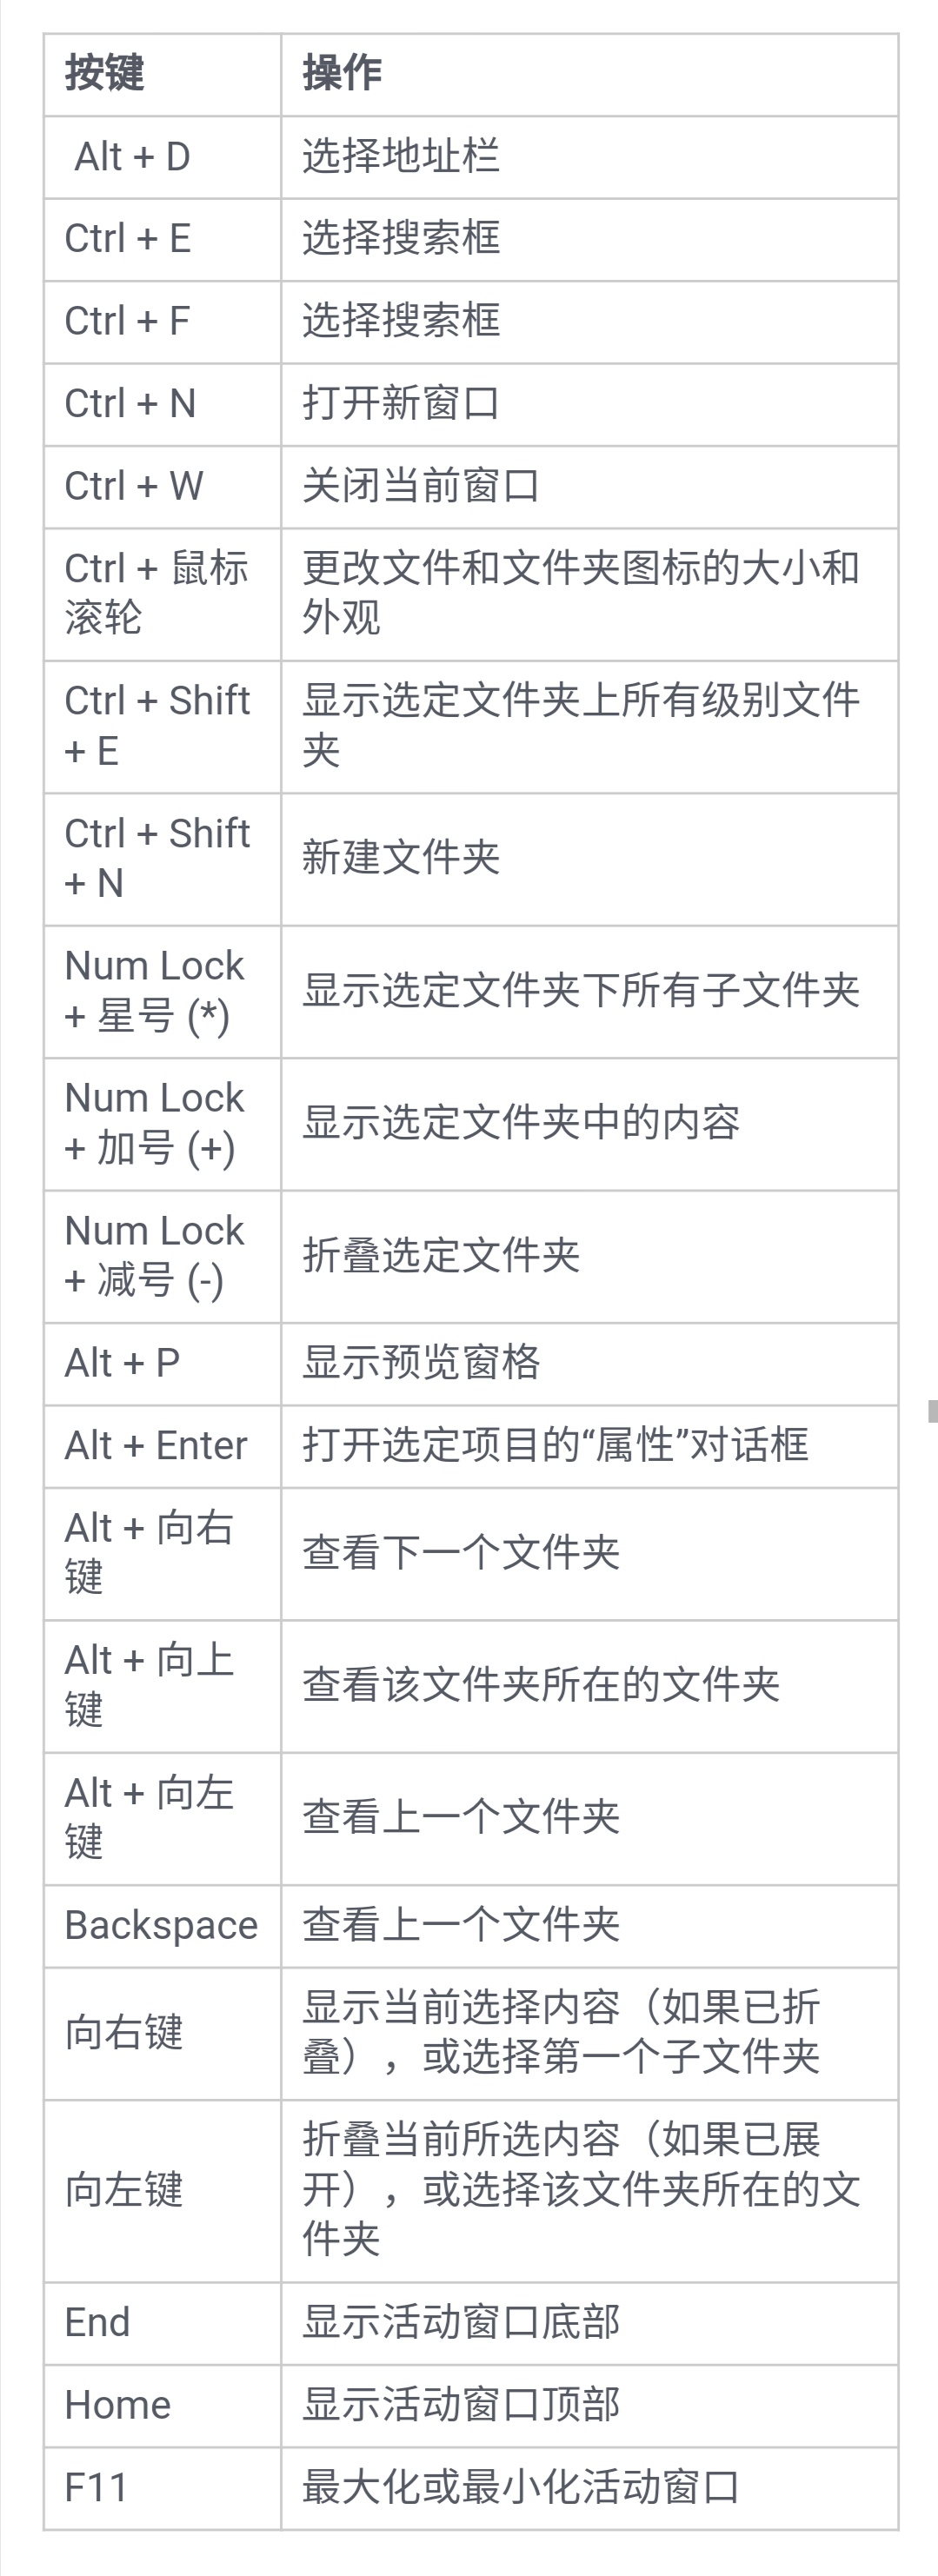 按键 操作
Alt + D 选择地址栏
Ctrl + E 选择搜索框
Ctrl + F 选择搜索框
Ctrl + N 打开新窗口
Ctrl + W 关闭当前窗口
Ctrl + 鼠标
滚轮
更改文件和文件夹图标的大小和
外观
Ctrl + Shift
+ E
显示选定文件夹上所有级别文件
夹
Ctrl + Shift
+ N
新建文件夹
Num Lock
+ 星号 (*)
显示选定文件夹下所有子文件夹
Num Lock
+ 加号 (+)
显示选定文件夹中的内容
Num Lock
+ 减号 (-)
折叠选定文件夹
Alt + P 显示预览窗格
Alt + Enter 打开选定项目的“属性”对话框
Alt + 向右
键
查看下一个文件夹
Alt + 向上
键
查看该文件夹所在的文件夹
Alt + 向左
键
查看上一个文件夹
Backspace 查看上一个文件夹
向右键
显示当前选择内容（如果已折
叠），或选择第一个子文件夹
向左键
折叠当前所选内容（如果已展
开），或选择该文件夹所在的文
件夹
End 显示活动窗口底部
Home 显示活动窗口顶部
F11 最大化或最小化活动窗口